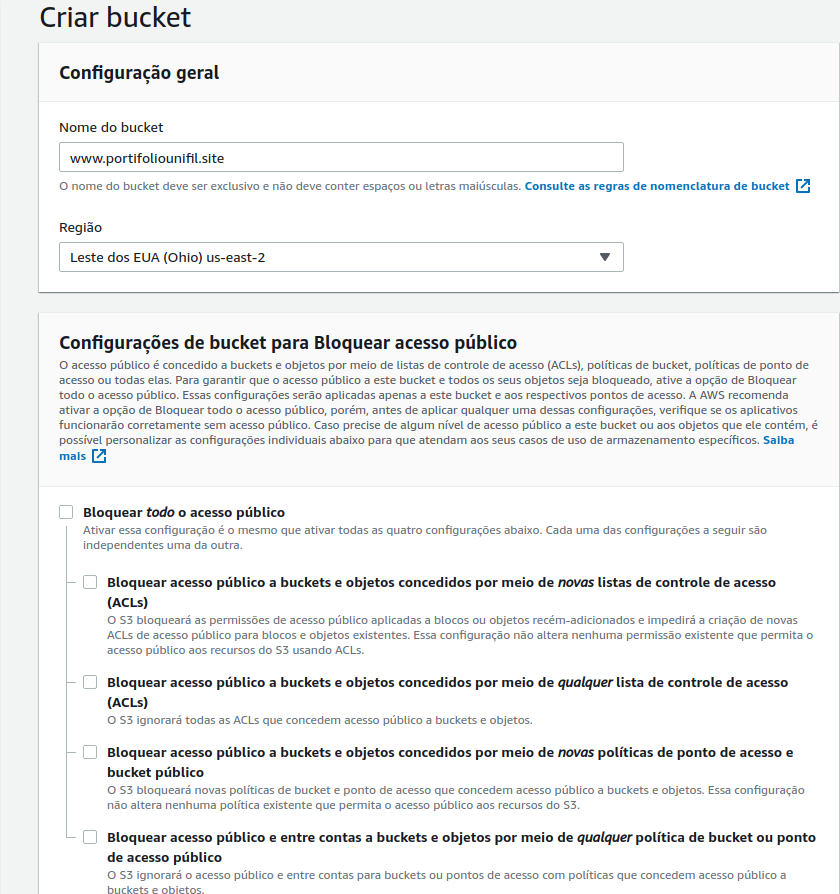 Criar bucket
Configuração geral
Nome do bucket
www.portifoliounifil.site
O nome do bucket deve ser exclusivo e não deve conter espaços ou letras maiúsculas. Consulte as regras de nomenclatura de bucket
Região
Leste dos EUA (Ohio) us-east-2
Configurações de bucket para Bloquear acesso público
O acesso público é concedido a buckets e objetos por meio de listas de controle de acesso (ACLs), políticas de bucket, políticas de ponto de
acesso ou todas elas. Para garantir que o acesso público a este bucket e todos os seus objetos seja bloqueado, ative a opção de Bloquear
todo o acesso público. Essas configurações serão aplicadas apenas a este bucket e aos respectivos pontos de acesso. A AWS recomenda
ativar a opção de Bloquear todo o acesso público, porém, antes de aplicar qualquer uma dessas configurações, verifique se os aplicativos
funcionarão corretamente sem acesso público. Caso precise de algum nível de acesso público a este bucket ou aos objetos que ele contém, é
possível personalizar as configurações individuais abaixo para que atendam aos seus casos de uso de armazenamento específicos. Saiba
mais
Bloquear todo o acesso público
Ativar essa configuração é o mesmo que ativar todas as quatro configurações abaixo. Cada uma das configurações a seguir são
independentes uma da outra.
Bloquear acesso público a buckets e objetos concedidos por meio de novas listas de controle de acesso
(ACLs)
O S3 bloqueará as permissões de acesso público aplicadas a blocos ou objetos recém-adicionados e impedirá a criação de novas
ACLs de acesso público para blocos e objetos existentes. Essa configuração não altera nenhuma permissão existente que permita o
acesso público aos recursos do S3 usando ACLs.
Bloquear acesso público a buckets e objetos concedidos por meio de qualquer lista de controle de acesso
(ACLs)
O S3 ignorará todas as ACLs que concedem acesso público a buckets e objetos.
Bloquear acesso público a buckets e objetos concedidos por meio de novas políticas de ponto de acesso e
bucket público
O S3 bloqueará novas políticas de bucket e ponto de acesso que concedem acesso público a buckets e objetos. Essa configuração
não altera nenhuma política existente que permita o acesso público aos recursos do S3.
Bloquear acesso público e entre contas a buckets e objetos por meio de qualquer política de bucket ou ponto
de acesso público
O S3 ignorará o acesso público e entre contas para buckets ou pontos de acesso com políticas que concedem acesso público a
buckets e objetos.